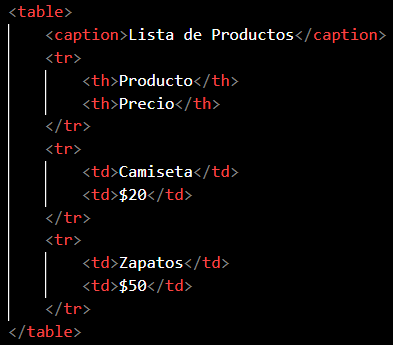 <table>
<caption>Lista de Productos</caption>
<tr>
<th>Producto</th>
<th>Precio</th>
</tr>
<tr>
<td>Camiseta</td>
<td>$20</td>
</tr>
<tr>
<td>Zapatos</td>
<td>$50</td>
</tr>
</table>